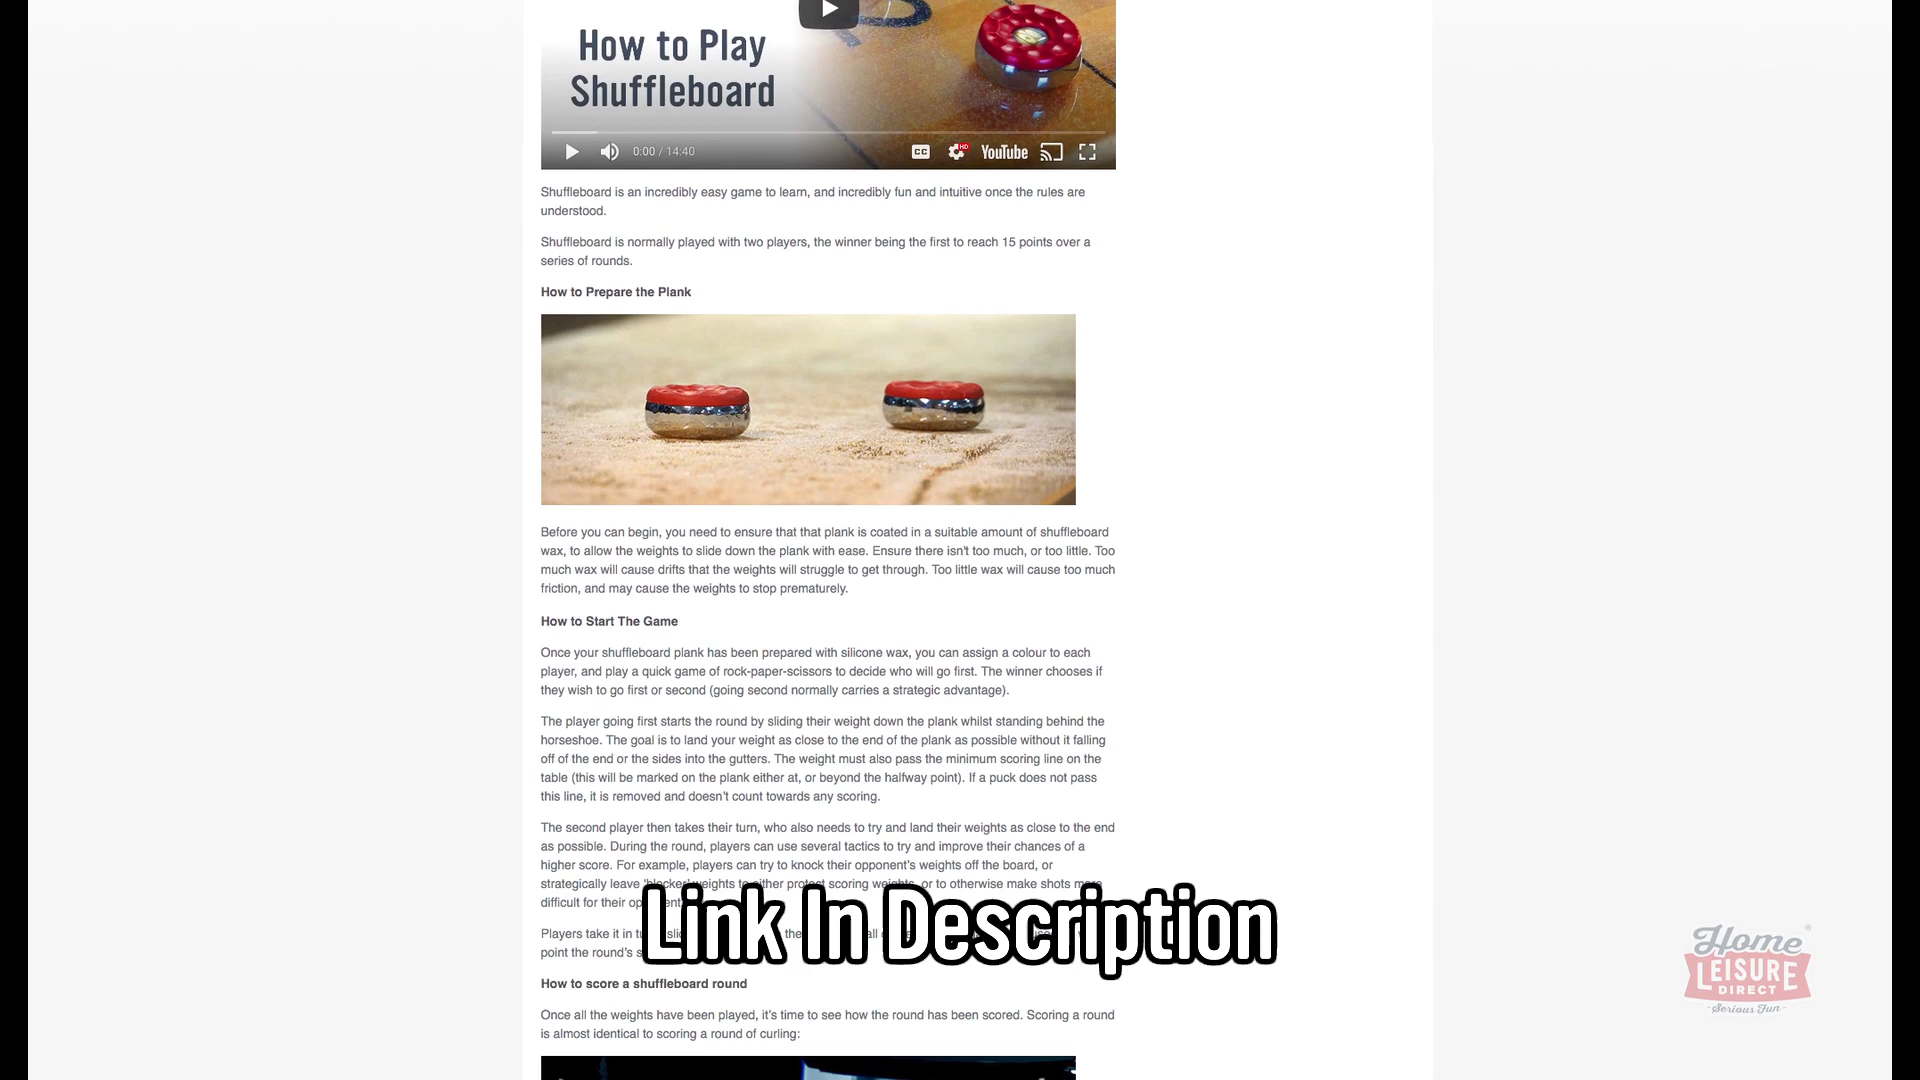 How to Play
Shuffleboard
0:00 / 14:40
CC
HD
YouTube
Shuffleboard is an incredibly easy game to learn, and incredibly fun and intuitive once the rules are
understood.
Shuffleboard is normally played with two players, the winner being the first to reach 15 points over a
series of rounds.
How to Prepare the Plank
Before you can begin, you need to ensure that that plank is coated in a suitable amount of shuffleboard
wax, to allow the weights to slide down the plank with ease. Ensure there isn't too much, or too little. Too
much wax will cause drifts that the weights will struggle to get through. Too little wax will cause too much
friction, and may cause the weights to stop prematurely.
How to Start The Game
Once your shuffleboard plank has been prepared with silicone wax, you can assign a colour to each
player, and play a quick game of rock-paper-scissors to decide who will go first. The winner chooses if
they wish to go first or second (going second normally carries a strategic advantage).
The player going first starts the round by sliding their weight down the plank whilst standing behind the
horseshoe. The goal is to land your weight as close to the end of the plank as possible without it falling
off of the end or the sides into the gutters. The weight must also pass the minimum scoring line on the
table (this will be marked on the plank either at, or beyond the halfway point). If a puck does not pass
this line, it is removed and doesn't count towards any scoring.
The second player then takes their turn, who also needs to try and land their weights as close to the end
as possible. During the round, players can use several tactics to try and improve their chances of a
higher score. For example, players can try to knock their opponent's weights off the board, or
strategically leave 'blocker' weights to either protect scoring weights, or to otherwise make shots more
difficult for their
Link In Description
Players take it in
point the round's
How to score a shuffleboard round
Once all the weights have been played, it's time to see how the round has been scored. Scoring a round
is almost identical to scoring a round of curling:
Home
LEISURE
DIRECT
-Serious Fun-